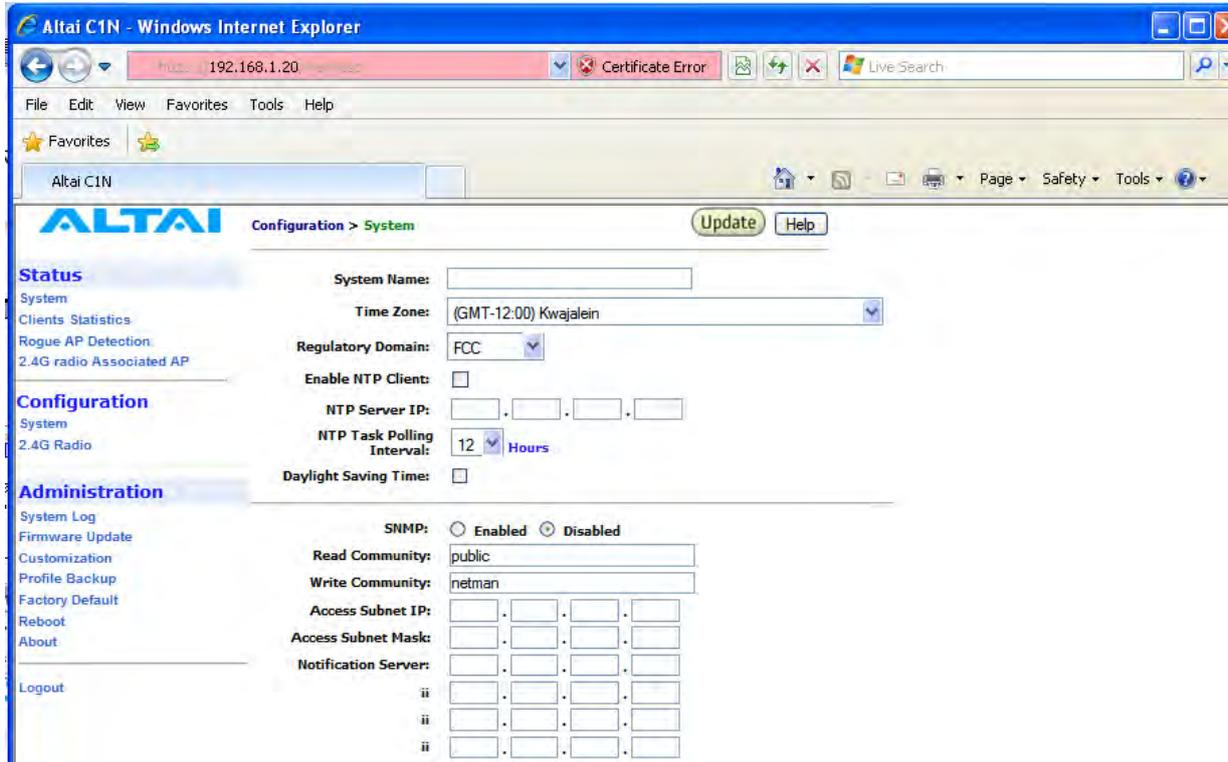 Altai C1N - Windows Internet Explorer
192.168.1.20
Certificate Error
Live Search
File Edit View Favorites Tools Help
Favorites
Altai C1N
Page Safety Tools
ALTAI
Configuration > System
Update
Help
Status
System
Clients Statistics
Rogue AP Detection
2.4G radio Associated AP
Configuration
System
2.4G Radio
Administration
System Log
Firmware Update
Customization
Profile Backup
Factory Default
Reboot
About
Logout
System Name:
Time Zone: (GMT-12:00) Kwajalein
Regulatory Domain: FCC
Enable NTP Client:
NTP Server IP: . . .
NTP Task Polling
Interval: 12 Hours
Daylight Saving Time:
SNMP: Enabled Disabled
Read Community: public
Write Community: netman
Access Subnet IP: . . .
Access Subnet Mask: . . .
Notification Server: . . .
ii . . .
ii . . .
ii . . .